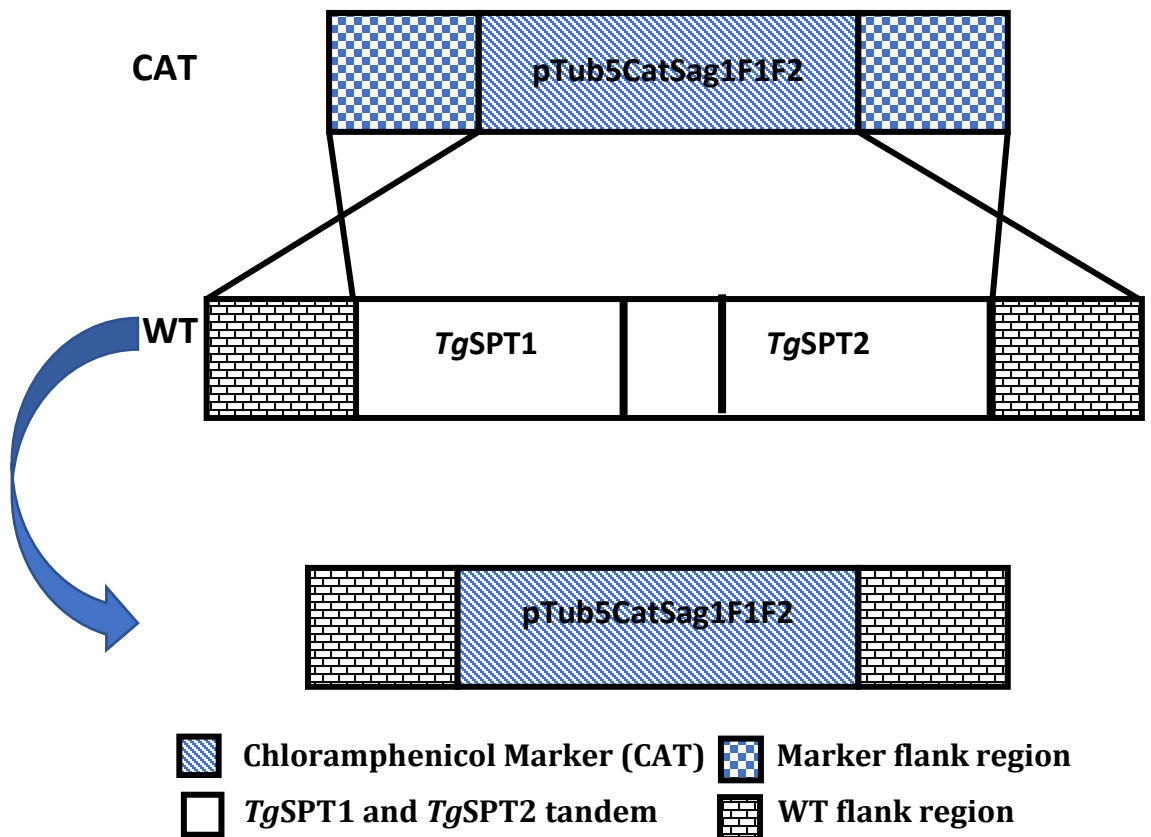 CAT
pTub5CatSag1F1F2
WT
TgSPT1
TgSPT2
pTub5CatSag1F1F2
Chloramphenicol Marker (CAT)
Marker flank region
TgSPT1 and TgSPT2 tandem
WT flank region